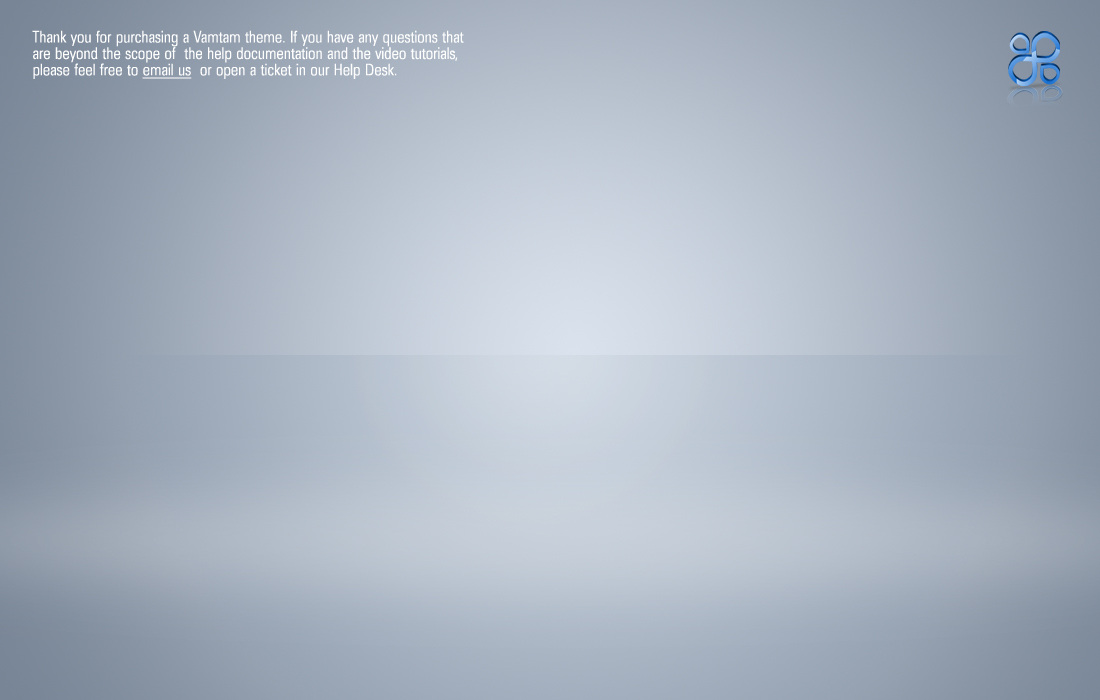 Thank you for purchasing a Vamtam theme. If you have any questions that
are beyond the scope of the help documentation and the video tutorials,
please feel free to email us or open a ticket in our Help Desk.